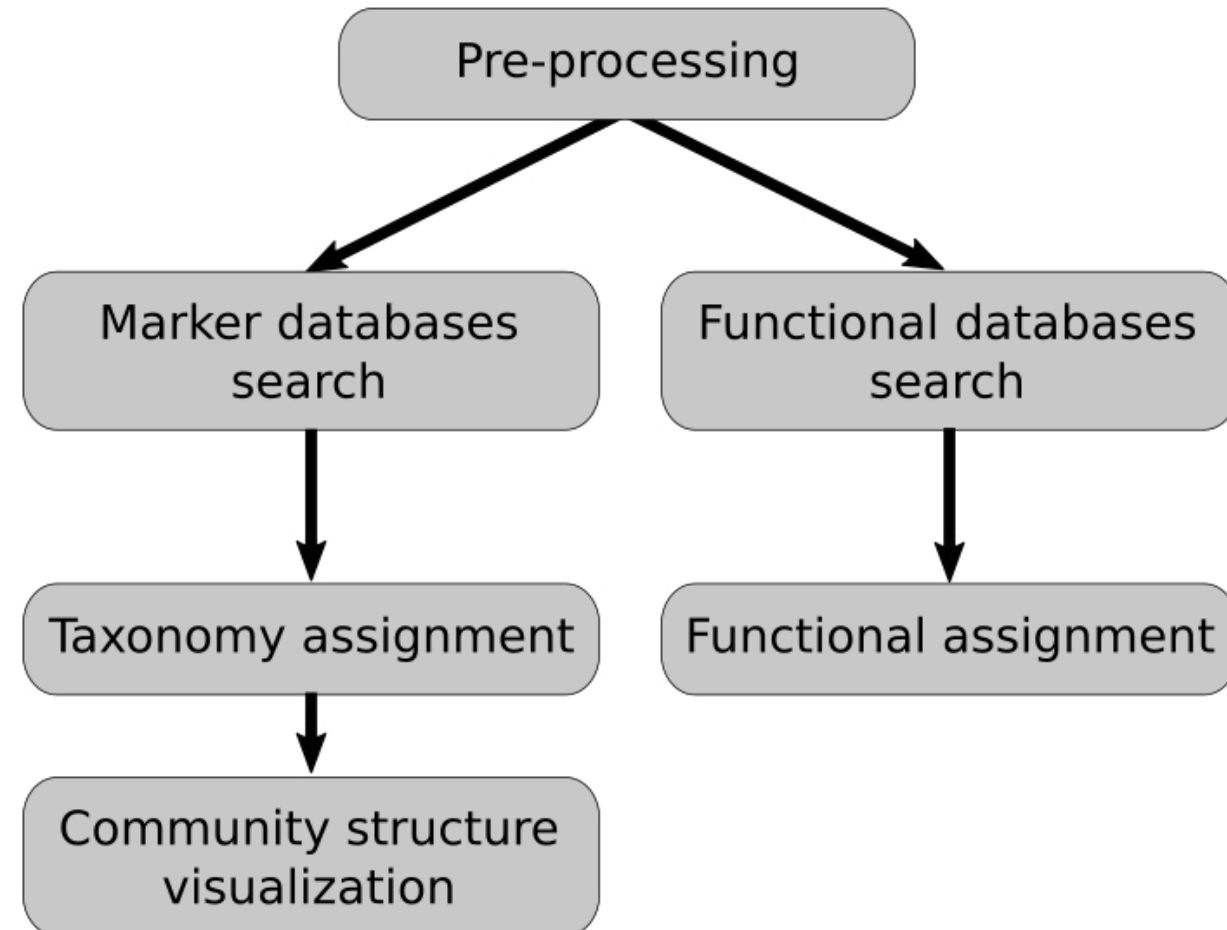 Pre-processing
Marker databases
search
Functional databases
search
Taxonomy assignment
Functional assignment
Community structure
visualization